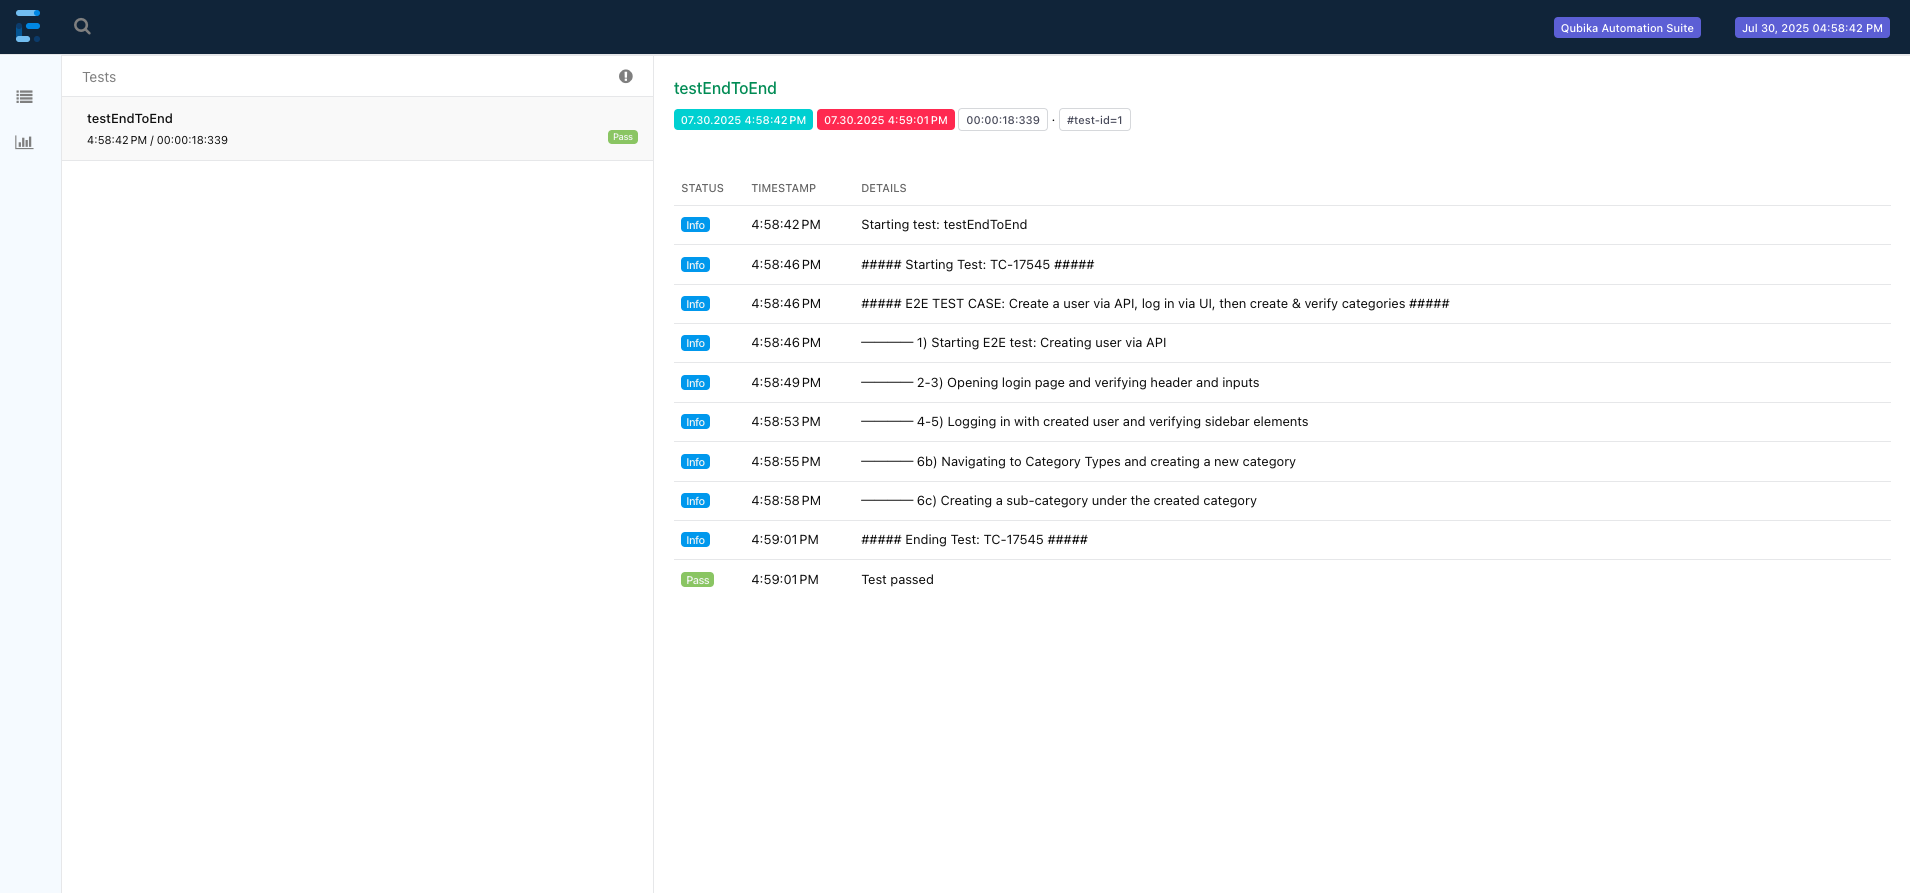 Qubika Automation Suite
Jul 30, 2025 04:58:42 PM
Tests
testEndToEnd
4:58:42 PM / 00:00:18:339
Pass
testEndToEnd
07.30.2025 4:58:42 PM 07.30.2025 4:59:01 PM 00:00:18:339 · #test-id=1
STATUS TIMESTAMP DETAILS
Info 4:58:42 PM Starting test: testEndToEnd
Info 4:58:46 PM ##### Starting Test: TC-17545 #####
Info 4:58:46 PM ##### E2E TEST CASE: Create a user via API, log in via UI, then create & verify categories #####
Info 4:58:46 PM ———— 1) Starting E2E test: Creating user via API
Info 4:58:49 PM ———— 2-3) Opening login page and verifying header and inputs
Info 4:58:53 PM ———— 4-5) Logging in with created user and verifying sidebar elements
Info 4:58:55 PM ———— 6b) Navigating to Category Types and creating a new category
Info 4:58:58 PM ———— 6c) Creating a sub-category under the created category
Info 4:59:01 PM ##### Ending Test: TC-17545 #####
Pass 4:59:01 PM Test passed